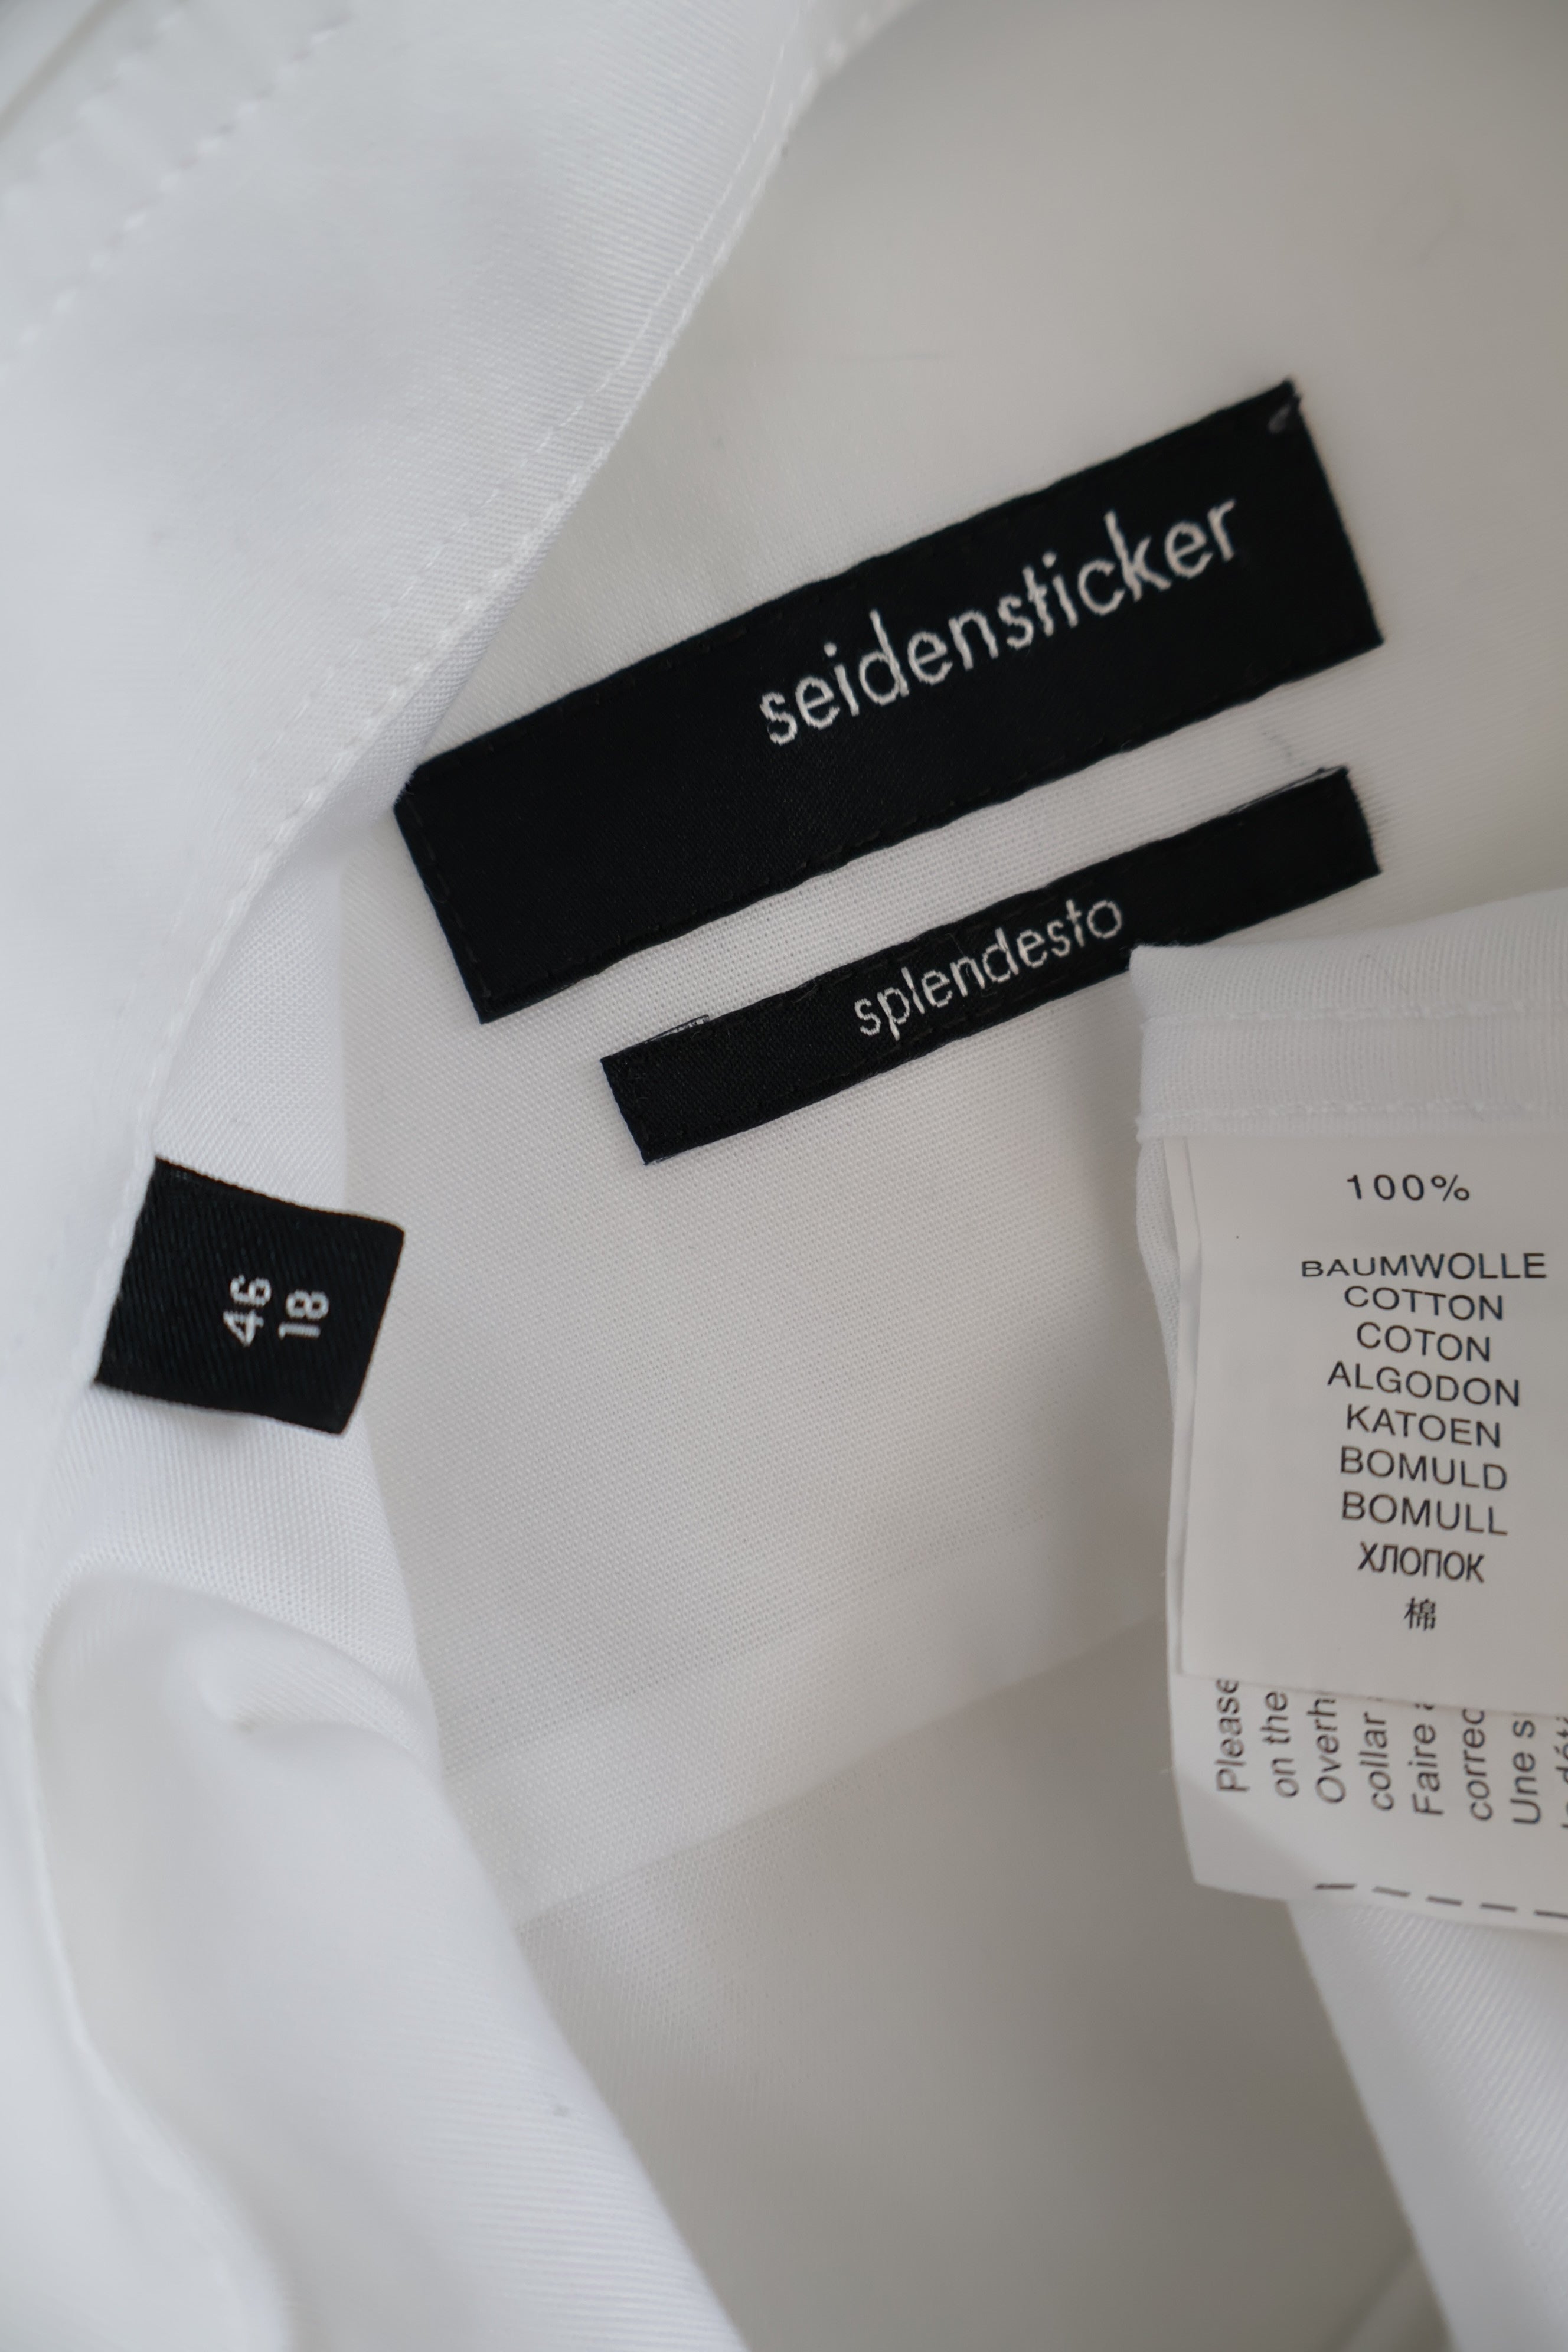 seidensticker
splendesto
46
18
100%
BAUMWOLLE
COTTON
COTON
ALGODON
KATOEN
BOMULD
BOMULL
ХЛОПОК
棉
Please
on the
collar
Faire
Une